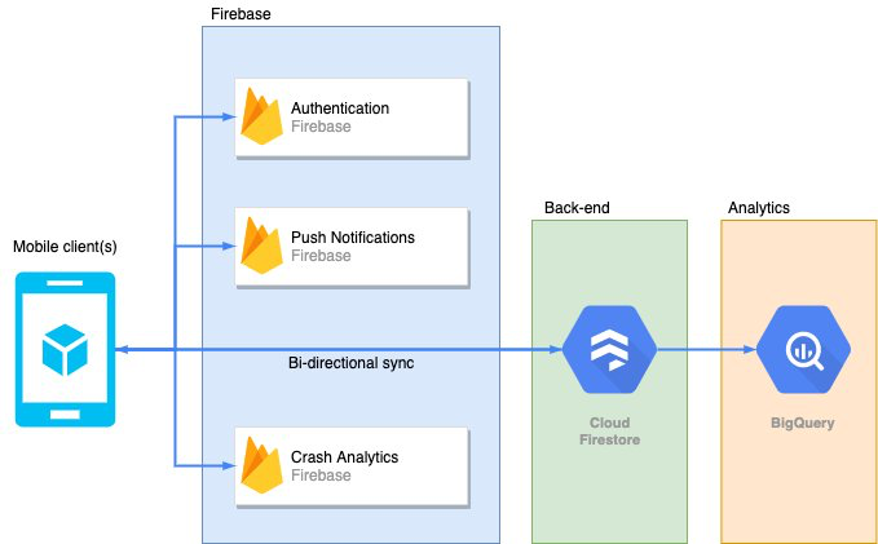 Firebase
Authentication
Firebase
Push Notifications
Firebase
Mobile client(s)
Bi-directional sync
Crash Analytics
Firebase
Back-end
Cloud
Firestore
Analytics
BigQuery